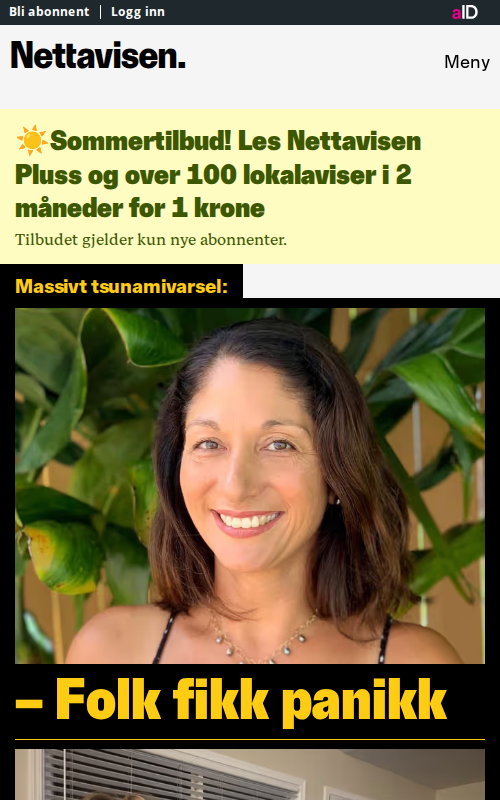 Bli abonnent
Logg inn
aID
Nettavisen.
Meny
☀️Sommertilbud! Les Nettavisen
Pluss og over 100 lokalaviser i 2
måneder for 1 krone
Tilbudet gjelder kun nye abonnenter.
Massivt tsunamivarsel:
– Folk fikk panikk